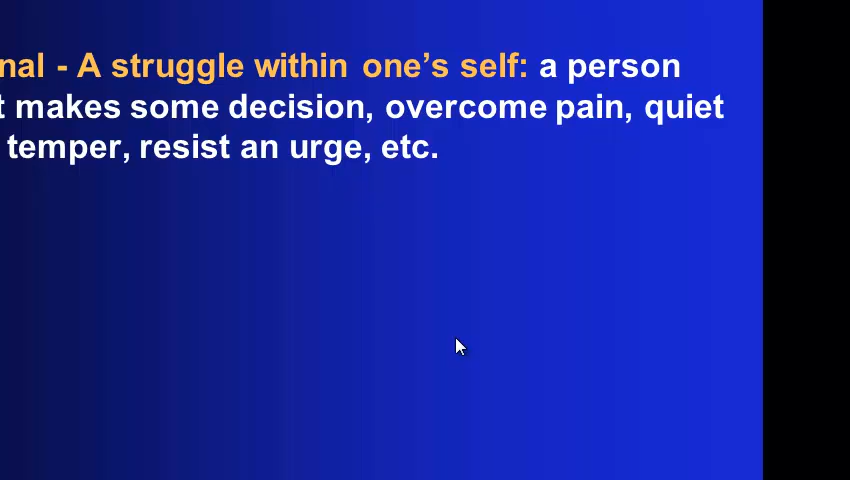 nal - A struggle within one’s self: a person
t makes some decision, overcome pain, quiet
temper, resist an urge, etc.